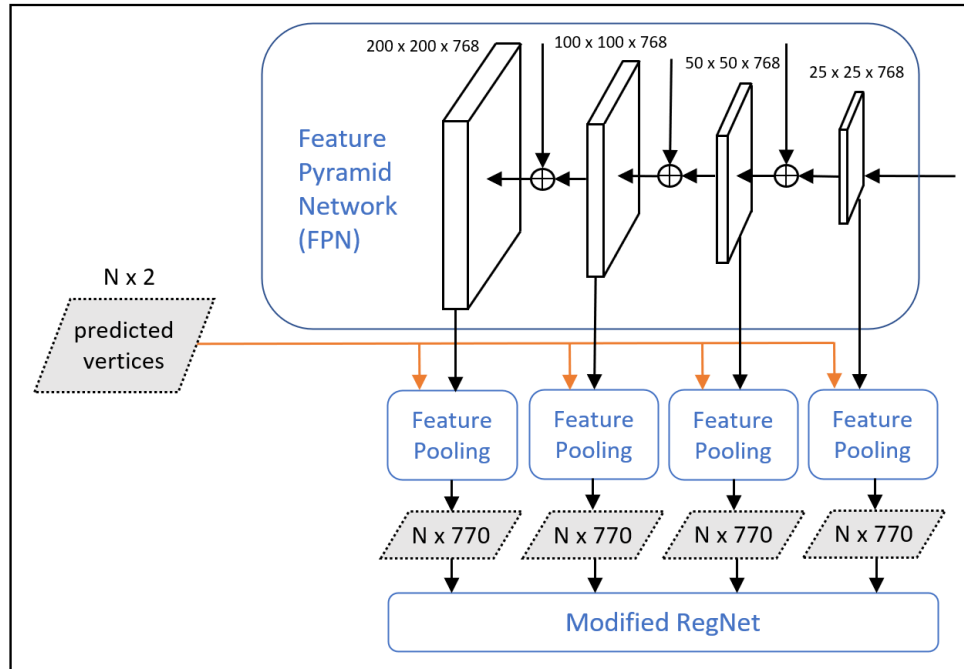 200 x 200 x 768
100 x 100 x 768
50 x 50 x 768
25 x 25 x 768
Feature
Pyramid
Network
(FPN)
N x 2
predicted
vertices
Feature
Pooling
Feature
Pooling
Feature
Pooling
Feature
Pooling
N x 770
N x 770
N x 770
N x 770
Modified RegNet